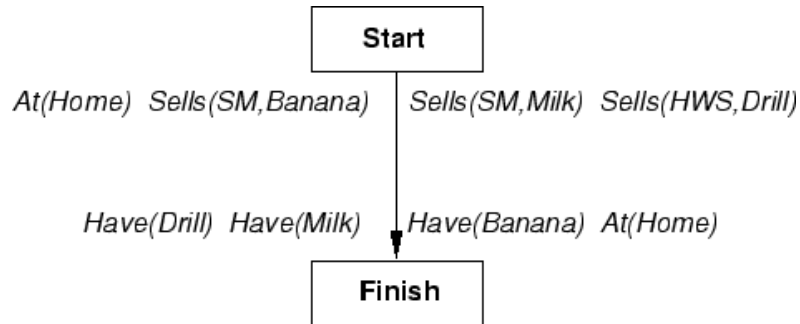 Start
At(Home) Sells(SM,Banana) Sells(SM,Milk) Sells(HWS,Drill)
Have(Drill) Have(Milk) Have(Banana) At(Home)
Finish